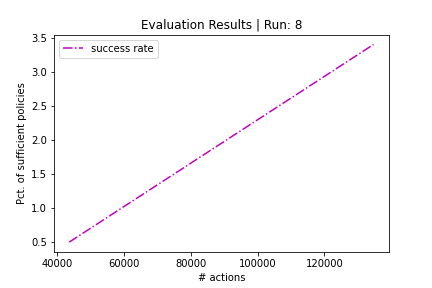 Evaluation Results | Run: 8
success rate
Pct. of sufficient policies
3.5
3.0
2.5
2.0
1.5
1.0
0.5
40000 60000 80000 100000 120000
# actions